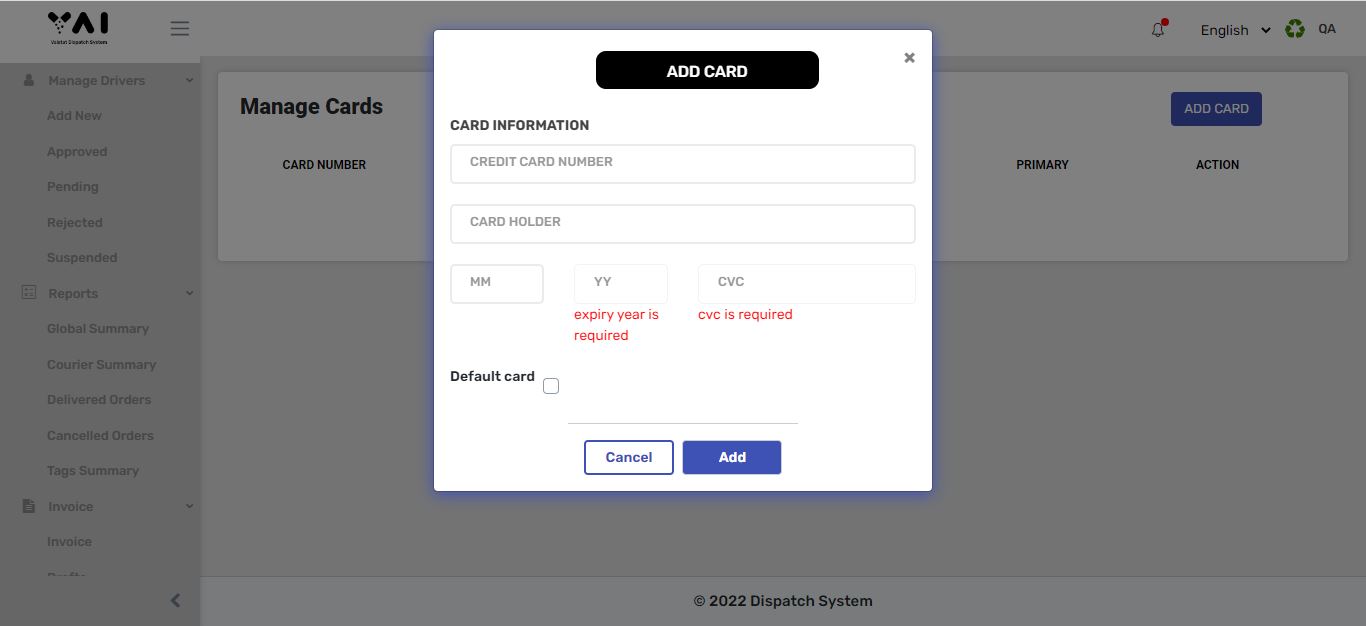 YAI
Valstat Dispatch System
English
QA
Manage Drivers
Add New
Approved
Pending
Rejected
Suspended
Reports
Global Summary
Courier Summary
Delivered Orders
Cancelled Orders
Tags Summary
Invoice
Invoice
Drafts
Manage Cards
ADD CARD
CARD NUMBER
PRIMARY
ACTION
ADD CARD
CARD INFORMATION
CREDIT CARD NUMBER
CARD HOLDER
MM
YY
CVC
expiry year is
required
cvc is required
Default card
Cancel
Add
© 2022 Dispatch System